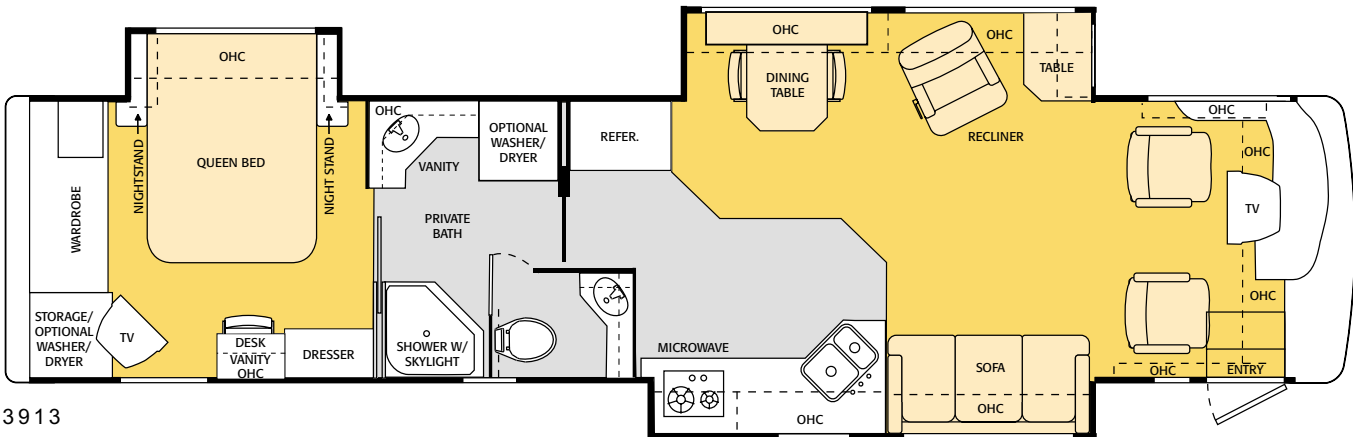 OHC
NIGHTSTAND
QUEEN BED
NIGHT STAND
WARDROBE
STORAGE/
OPTIONAL
WASHER/
DRYER
TV
DESK
VANITY
OHC
DRESSER
OHC
VANITY
OPTIONAL
WASHER/
DRYER
PRIVATE
BATH
SHOWER W/
SKYLIGHT
REFER.
MICROWAVE
OHC
OHC
DINING
TABLE
OHC
RECLINER
TABLE
SOFA
OHC
OHC
OHC
TV
OHC
OHC
ENTRY
3913